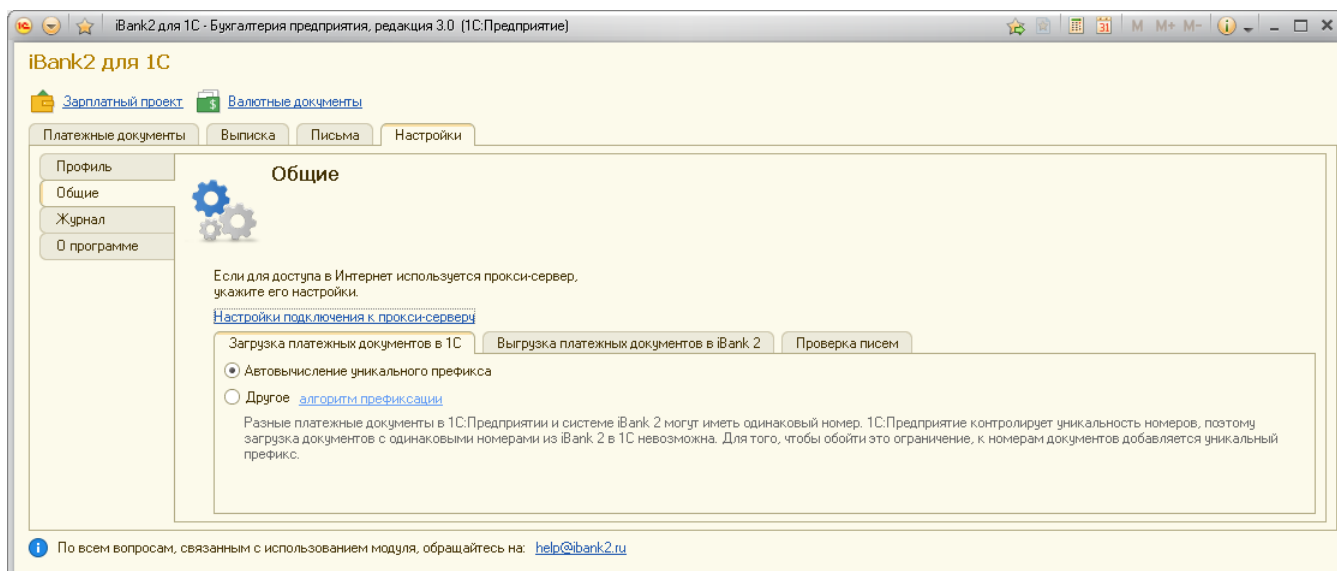 iBank2 для 1С - Бухгалтерия предприятия, редакция 3.0 (1С:Предприятие)
31 M M+ M-
iBank2 для 1С
Зарплатный проект Валютные документы
Платежные документы Выписка Письма Настройки
Профиль
Общие
Журнал
О программе
Общие
Если для доступа в Интернет используется прокси-сервер,
укажите его настройки.
Настройки подключения к прокси-серверу
Загрузка платежных документов в 1С Выгрузка платежных документов в iBank 2 Проверка писем
Автовычисление уникального префикса
Другое алгоритм префиксации
Разные платежные документы в 1С:Предприятии и системе iBank 2 могут иметь одинаковый номер. 1С:Предприятие контролирует уникальность номеров, поэтому
загрузка документов с одинаковыми номерами из iBank 2 в 1С невозможна. Для того, чтобы обойти это ограничение, к номерам документов добавляется уникальный
префикс.
По всем вопросам, связанным с использованием модуля, обращайтесь на: help@ibank2.ru